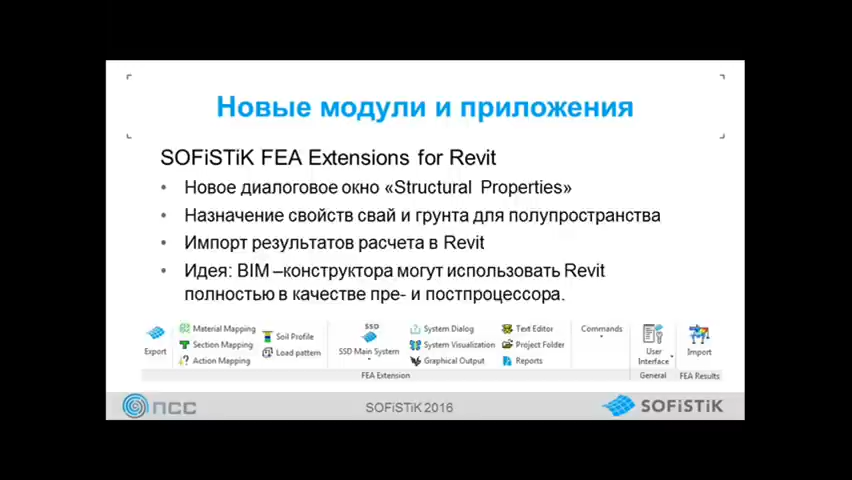 Новые модули и приложения
SOFiSTiK FEA Extensions for Revit
• Новое диалоговое окно «Structural Properties»
• Назначение свойств свай и грунта для полупространства
• Импорт результатов расчета в Revit
• Идея: BIM –конструктора могут использовать Revit
полностью в качестве пре- и постпроцессора.
Export
Material Mapping
Section Mapping
Action Mapping
Soil Profile
Load pattern
SSD
SSD Main System
System Dialog
System Visualization
Graphical Output
Text Editor
Project Folder
Reports
Commands
User
Interface
Import
FEA Extension
General
FEA Results
ПСС
SOFiSTiK 2016
SOFiSTiK